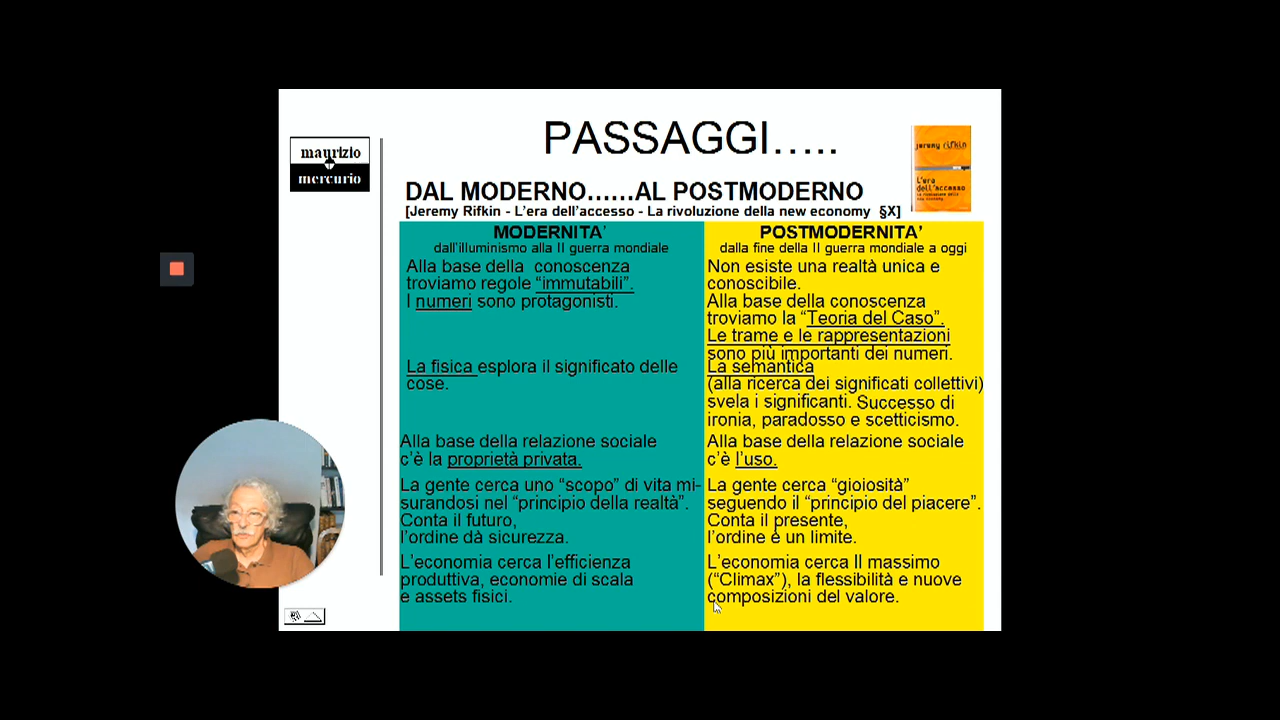 PASSAGGI…..
maurizio
mercurio
jeremy rifkin
L'era
dell'accesso
DAL MODERNO……AL POSTMODERNO
[Jeremy Rifkin - L'era dell'accesso - La rivoluzione della new economy §X]
MODERNITA'
dall'illuminismo alla II guerra mondiale
Alla base della conoscenza
troviamo regole "immutabili".
I numeri sono protagonisti.
La fisica esplora il significato delle
cose.
Alla base della relazione sociale
c'è la proprietà privata.
La gente cerca uno "scopo" di vita mi-
surandosi nel "principio della realtà".
Conta il futuro,
l'ordine dà sicurezza.
L'economia cerca l'efficienza
produttiva, economie di scala
e assets fisici.
POSTMODERNITA'
dalla fine della II guerra mondiale a oggi
Non esiste una realtà unica e
conoscibile.
Alla base della conoscenza
troviamo la "Teoria del Caso".
Le trame e le rappresentazioni
sono più importanti dei numeri.
La semantica
(alla ricerca dei significati collettivi)
svela i significanti. Successo di
ironia, paradosso e scetticismo.
Alla base della relazione sociale
c'è l'uso.
La gente cerca "gioiosità"
seguendo il "principio del piacere".
Conta il presente,
l'ordine è un limite.
L'economia cerca Il massimo
("Climax"), la flessibilità e nuove
composizioni del valore.